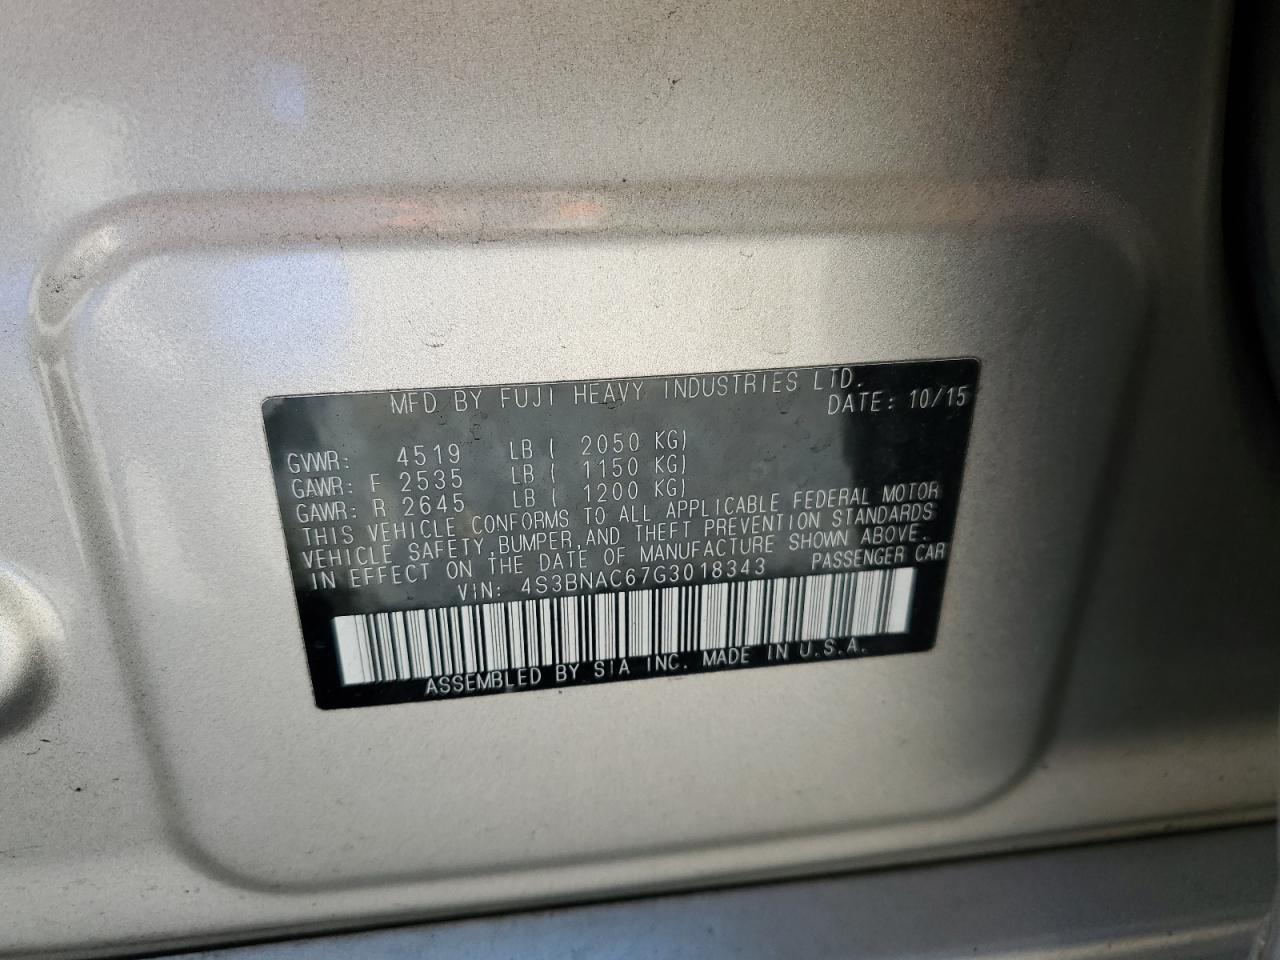 MFD BY FUJI HEAVY INDUSTRIES LTD.
DATE: 10/15
GVWR: 4519 LB ( 2050 KG)
GAWR: F 2535 LB ( 1150 KG)
GAWR: R 2645 LB ( 1200 KG)
THIS VEHICLE CONFORMS TO ALL APPLICABLE FEDERAL MOTOR
VEHICLE SAFETY,BUMPER,AND THEFT PREVENTION STANDARDS
IN EFFECT ON THE DATE OF MANUFACTURE SHOWN ABOVE.
VIN: 4S3BNAC67G3018343 PASSENGER CAR
ASSEMBLED BY SIA INC. MADE IN U.S.A.